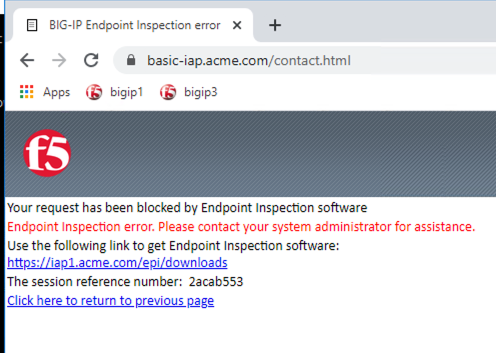 BIG-IP Endpoint Inspection error
basic-iap.acme.com/contact.html
Apps bigip1 bigip3
f5
Your request has been blocked by Endpoint Inspection software
Endpoint Inspection error. Please contact your system administrator for assistance.
Use the following link to get Endpoint Inspection software:
https://iap1.acme.com/epi/downloads
The session reference number: 2acab553
Click here to return to previous page